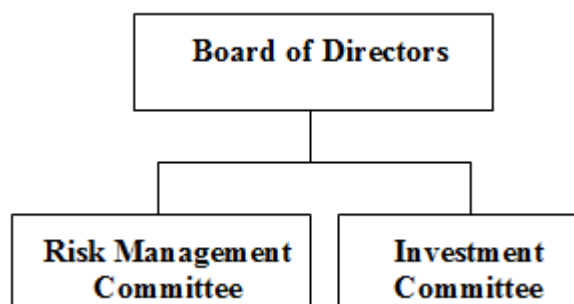 Board of Directors
Risk Management
Committee
Investment
Committee